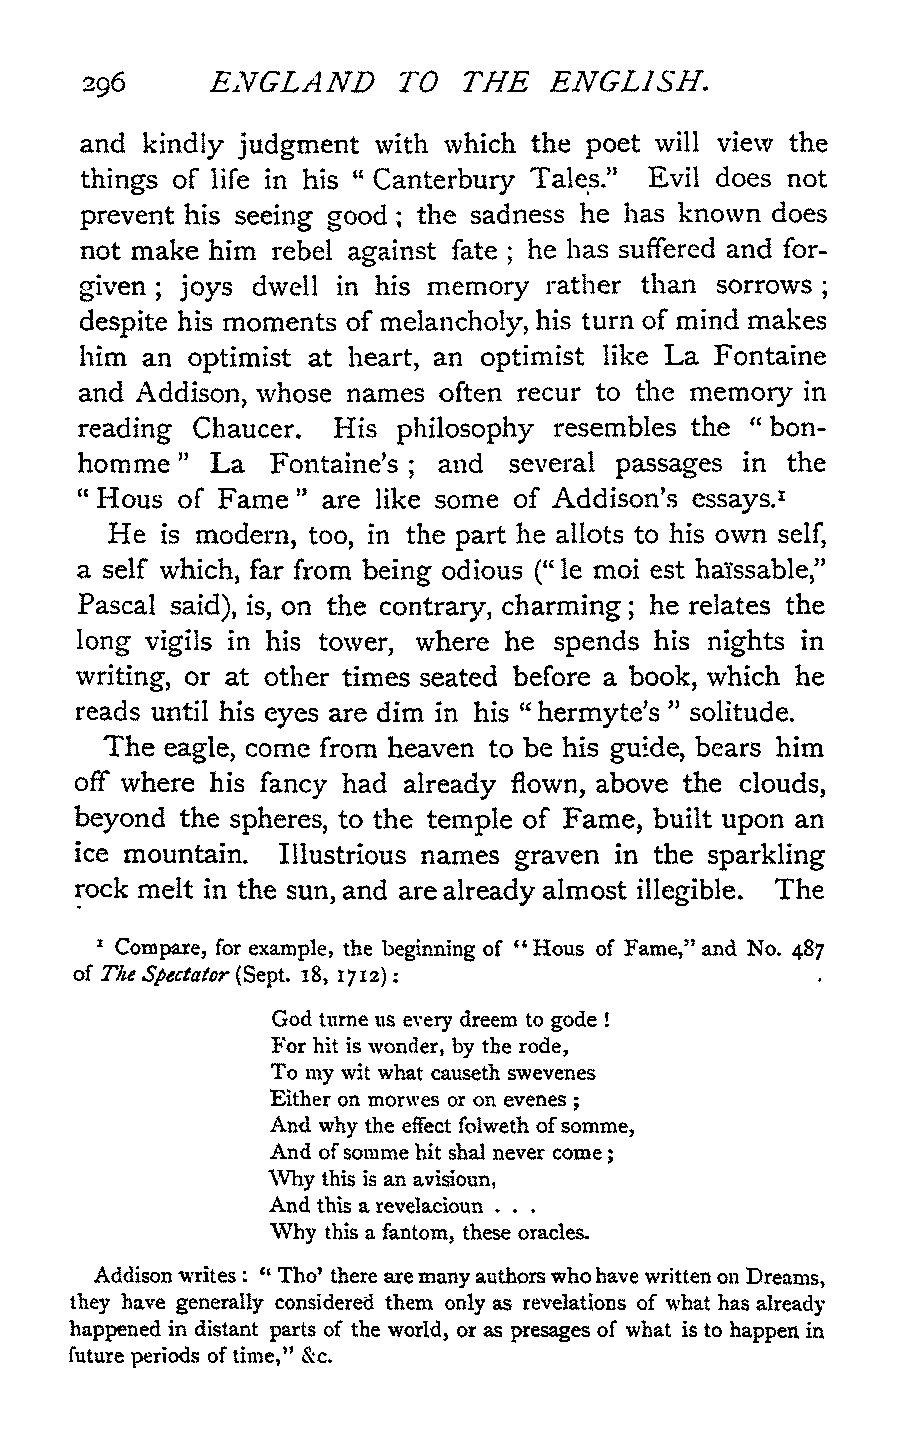 296 ENGLAND TO THE ENGLISH.
and kindly judgment with which the poet will view the
things of life in his “ Canterbury Tales.” Evil does not
prevent his seeing good ; the sadness he has known does
not make him rebel against fate ; he has suffered and for-
given ; joys dwell in his memory rather than sorrows ;
despite his moments of melancholy, his turn of mind makes
him an optimist at heart, an optimist like La Fontaine
and Addison, whose names often recur to the memory in
reading Chaucer. His philosophy resembles the “ bon-
homme ” La Fontaine's ; and several passages in the
“ Hous of Fame ” are like some of Addison's essays.¹
He is modern, too, in the part he allots to his own self,
a self which, far from being odious (“ le moi est haïssable,”
Pascal said), is, on the contrary, charming ; he relates the
long vigils in his tower, where he spends his nights in
writing, or at other times seated before a book, which he
reads until his eyes are dim in his “ hermyte's ” solitude.
The eagle, come from heaven to be his guide, bears him
off where his fancy had already flown, above the clouds,
beyond the spheres, to the temple of Fame, built upon an
ice mountain. Illustrious names graven in the sparkling
rock melt in the sun, and are already almost illegible. The
¹ Compare, for example, the beginning of “ Hous of Fame,” and No. 487
of The Spectator (Sept. 18, 1712) :
God turne us every dreem to gode !
For hit is wonder, by the rode,
To my wit what causeth swevenes
Either on morwes or on evenes ;
And why the effect folweth of somme,
And of somme hit shal never come ;
Why this is an avisioun,
And this a revelacioun . . .
Why this a fantom, these oracles.
Addison writes : “ Tho' there are many authors who have written on Dreams,
they have generally considered them only as revelations of what has already
happened in distant parts of the world, or as presages of what is to happen in
future periods of time,” &c.